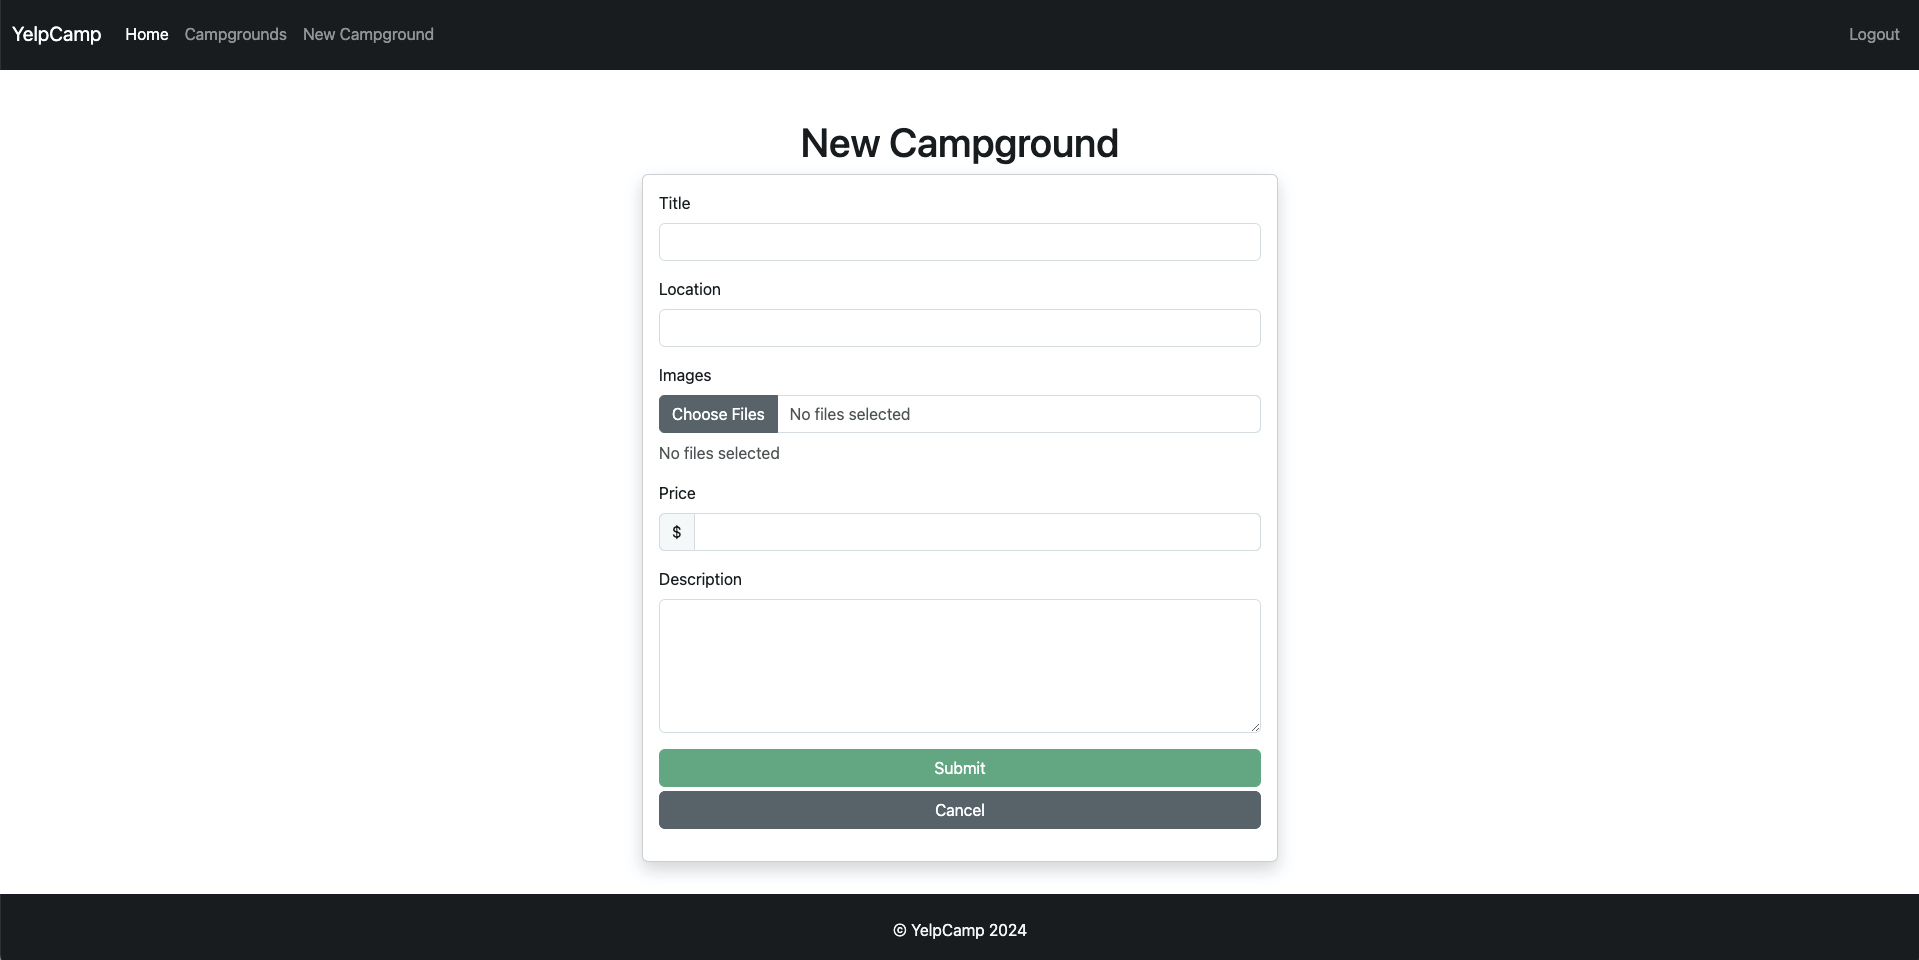 YelpCamp Home Campgrounds New Campground Logout
New Campground
Title
Location
Images
Choose Files No files selected
No files selected
Price
$
Description
Submit
Cancel
© YelpCamp 2024